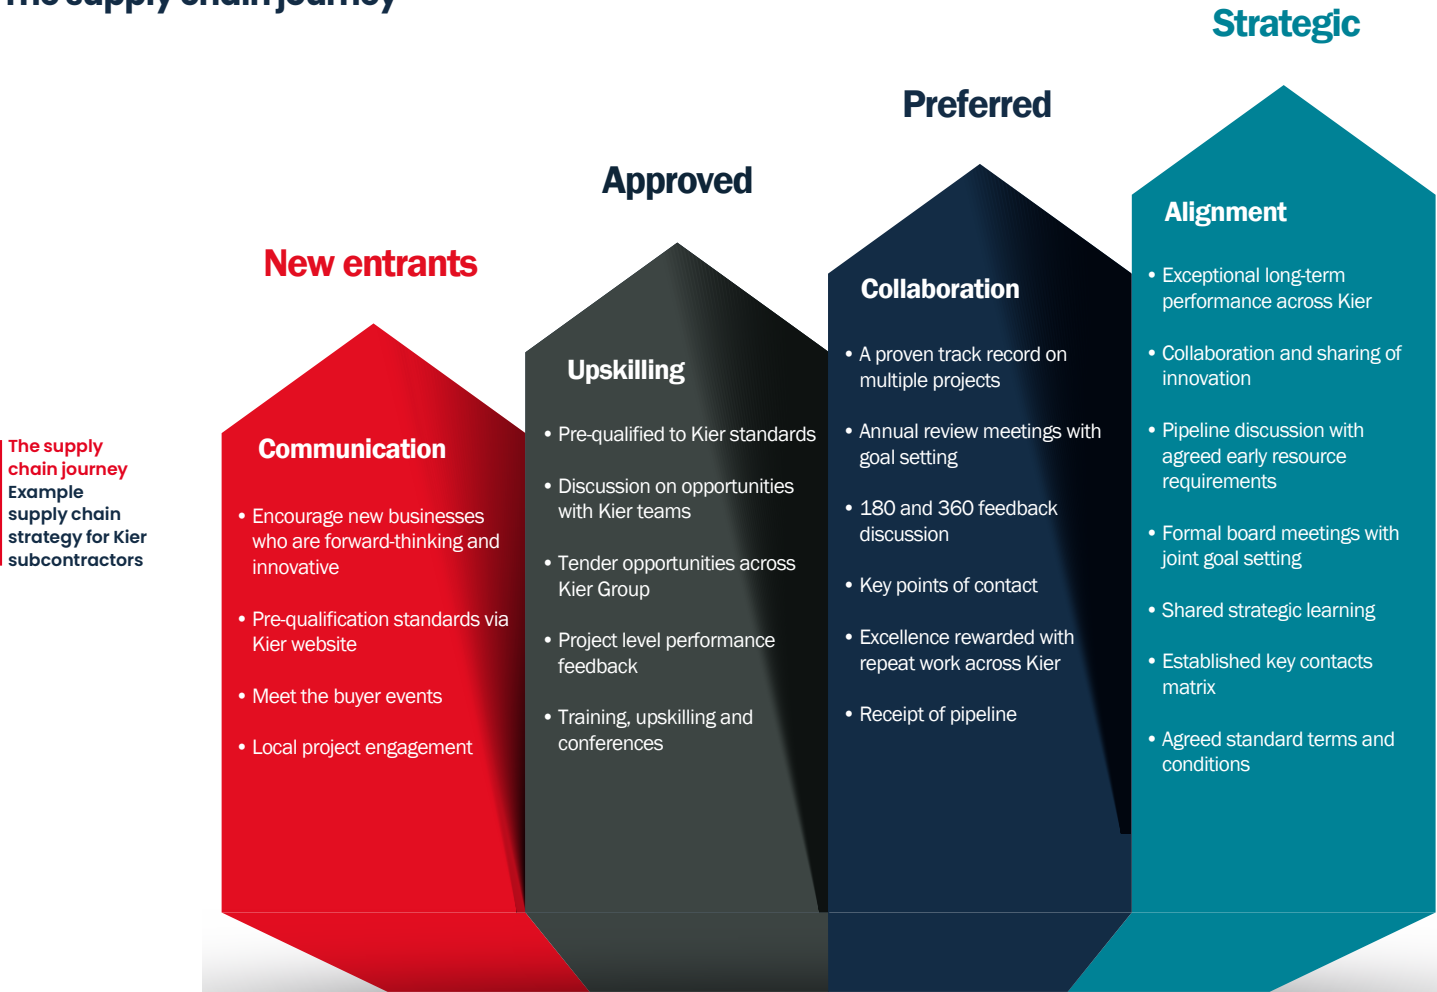 The supply chain journey
Strategic
Preferred
Approved
New entrants
The supply
chain journey
Example
supply chain
strategy for Kier
subcontractors
Communication
• Encourage new businesses
who are forward-thinking and
innovative
• Pre-qualification standards via
Kier website
• Meet the buyer events
• Local project engagement
Upskilling
• Pre-qualified to Kier standards
• Discussion on opportunities
with Kier teams
• Tender opportunities across
Kier Group
• Project level performance
feedback
• Training, upskilling and
conferences
Collaboration
• A proven track record on
multiple projects
• Annual review meetings with
goal setting
• 180 and 360 feedback
discussion
• Key points of contact
• Excellence rewarded with
repeat work across Kier
• Receipt of pipeline
Alignment
• Exceptional long-term
performance across Kier
• Collaboration and sharing of
innovation
• Pipeline discussion with
agreed early resource
requirements
• Formal board meetings with
joint goal setting
• Shared strategic learning
• Established key contacts
matrix
• Agreed standard terms and
conditions